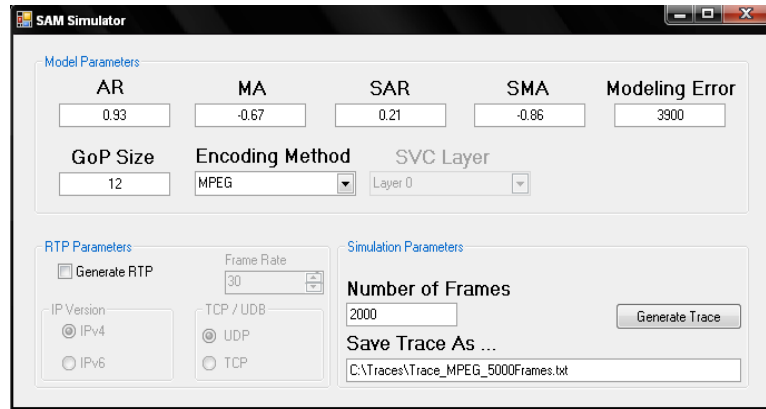 SAM Simulator
Model Parameters
AR MA SAR SMA Modeling Error
0.93 -0.67 0.21 -0.86 3900
GoP Size Encoding Method SVC Layer
12 MPEG Layer 0
RTP Parameters
Generate RTP
Frame Rate
30
IP Version
IPv4
IPv6
TCP / UDB
UDP
TCP
Simulation Parameters
Number of Frames
2000
Generate Trace
Save Trace As ...
C:\Traces\Trace_MPEG_5000Frames.txt